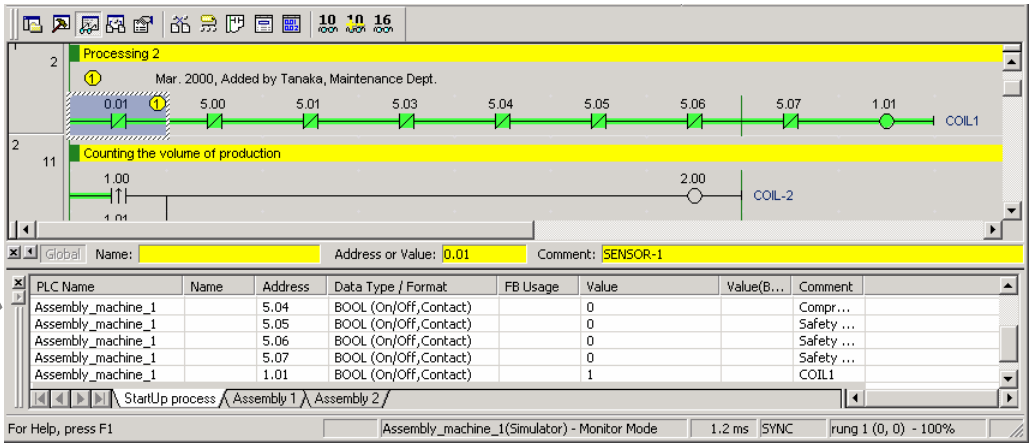 10 10 16
2 Processing 2
1 Mar. 2000, Added by Tanaka, Maintenance Dept.
0.01 1 5.00 5.01 5.03 5.04 5.05 5.06 5.07 1.01
COIL1
2
11 Counting the volume of production
1.00 2.00
COIL-2
1.01
Global Name: Address or Value: 0.01 Comment: SENSOR-1
PLC Name Name Address Data Type / Format FB Usage Value Value(B... Comment
Assembly_machine_1 5.04 BOOL (On/Off,Contact) 0 Compr...
Assembly_machine_1 5.05 BOOL (On/Off,Contact) 0 Safety ...
Assembly_machine_1 5.06 BOOL (On/Off,Contact) 0 Safety ...
Assembly_machine_1 5.07 BOOL (On/Off,Contact) 0 Safety ...
Assembly_machine_1 1.01 BOOL (On/Off,Contact) 1 COIL1
StartUp process Assembly 1 Assembly 2
For Help, press F1 Assembly_machine_1(Simulator) - Monitor Mode 1.2 ms SYNC rung 1 (0, 0) - 100%